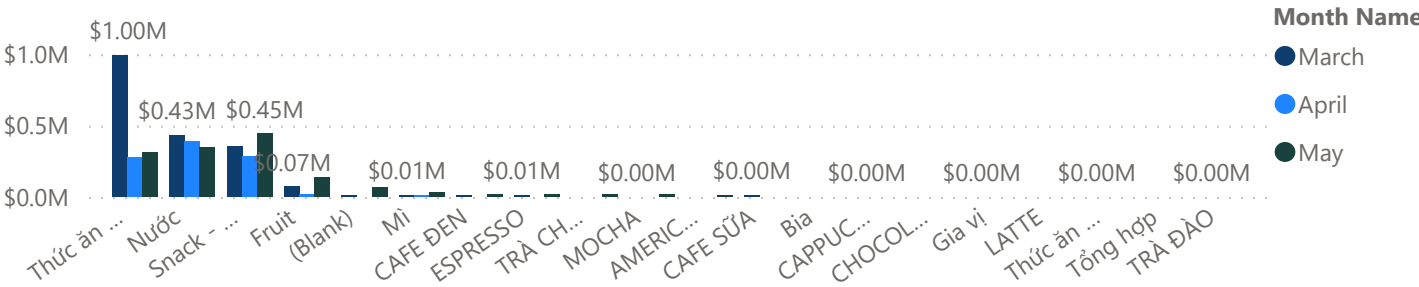 Month Name
March
April
May
$1.0M
$0.5M
$0.0M
$1.00M
$0.43M
$0.45M
$0.07M
$0.01M
$0.01M
$0.00M
$0.00M
$0.00M
$0.00M
$0.00M
$0.00M
Thức ăn ...
Nước
Snack - ...
Fruit
(Blank)
Mì
CAFE ĐEN
ESPRESSO
TRÀ CH...
MOCHA
AMERIC...
CAFE SỮA
Bia
CAPPUC...
CHOCOL...
Gia vị
LATTE
Thức ăn ...
Tổng hợp
TRÀ ĐÀO